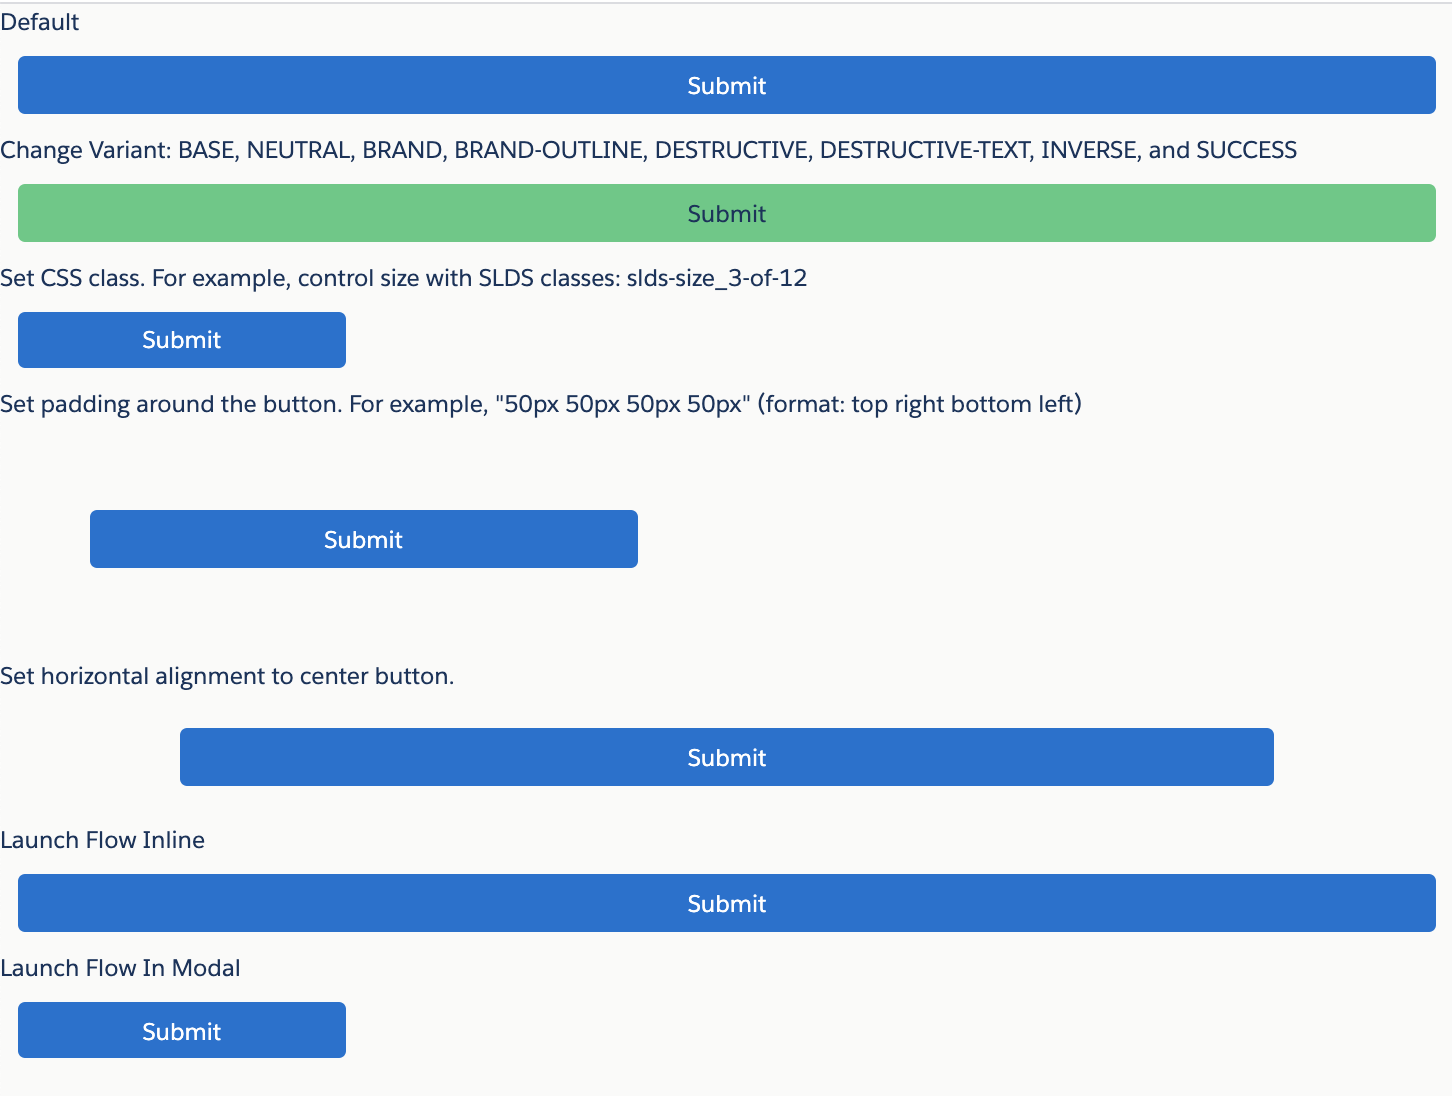 Default
Submit
Change Variant: BASE, NEUTRAL, BRAND, BRAND-OUTLINE, DESTRUCTIVE, DESTRUCTIVE-TEXT, INVERSE, and SUCCESS
Submit
Set CSS class. For example, control size with SLDS classes: slds-size_3-of-12
Submit
Set padding around the button. For example, "50px 50px 50px 50px" (format: top right bottom left)
Submit
Set horizontal alignment to center button.
Submit
Launch Flow Inline
Submit
Launch Flow In Modal
Submit